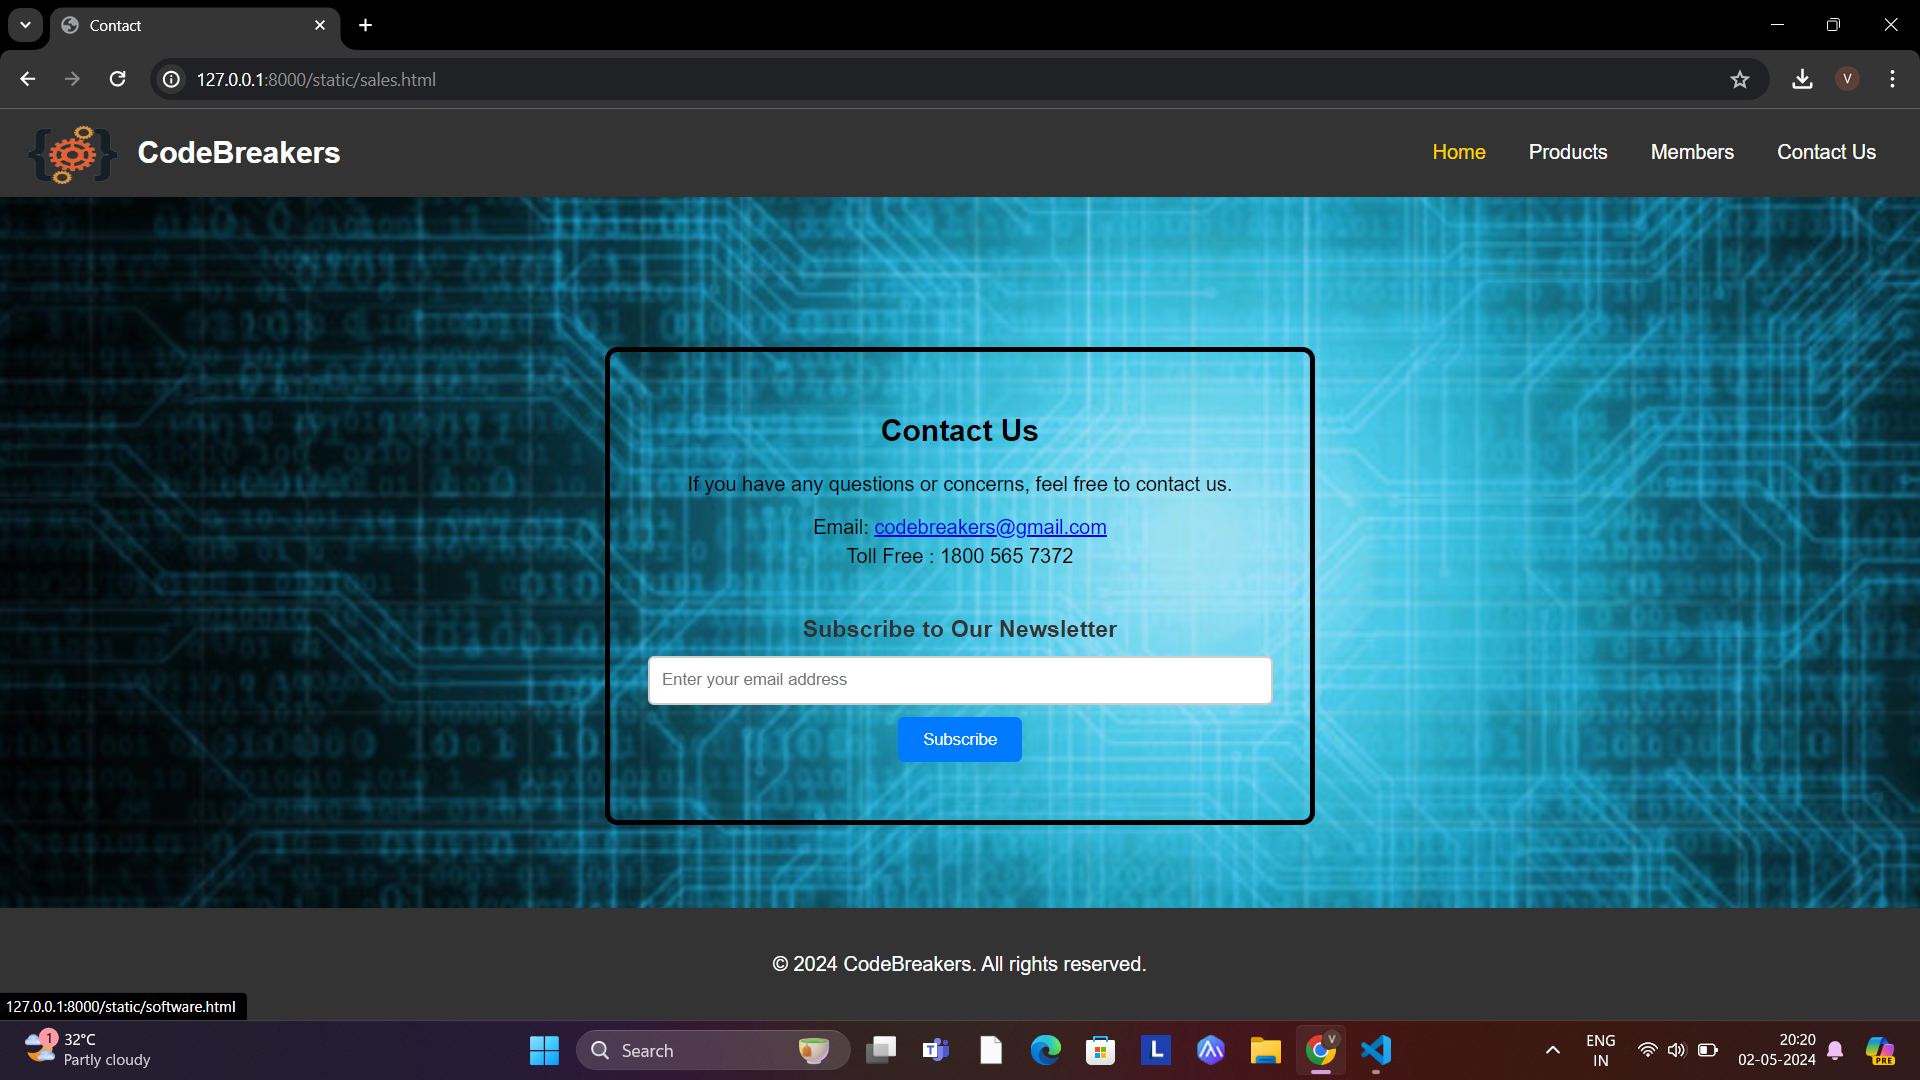 Contact
127.0.0.1:8000/static/sales.html
V
CodeBreakers
Home
Products
Members
Contact Us
Contact Us
If you have any questions or concerns, feel free to contact us.
Email: codebreakers@gmail.com
Toll Free : 1800 565 7372
Subscribe to Our Newsletter
Enter your email address
Subscribe
© 2024 CodeBreakers. All rights reserved.
127.0.0.1:8000/static/software.html
1
32°C
Partly cloudy
Search
T
L
V
ENG
IN
20:20
02-05-2024
PRE